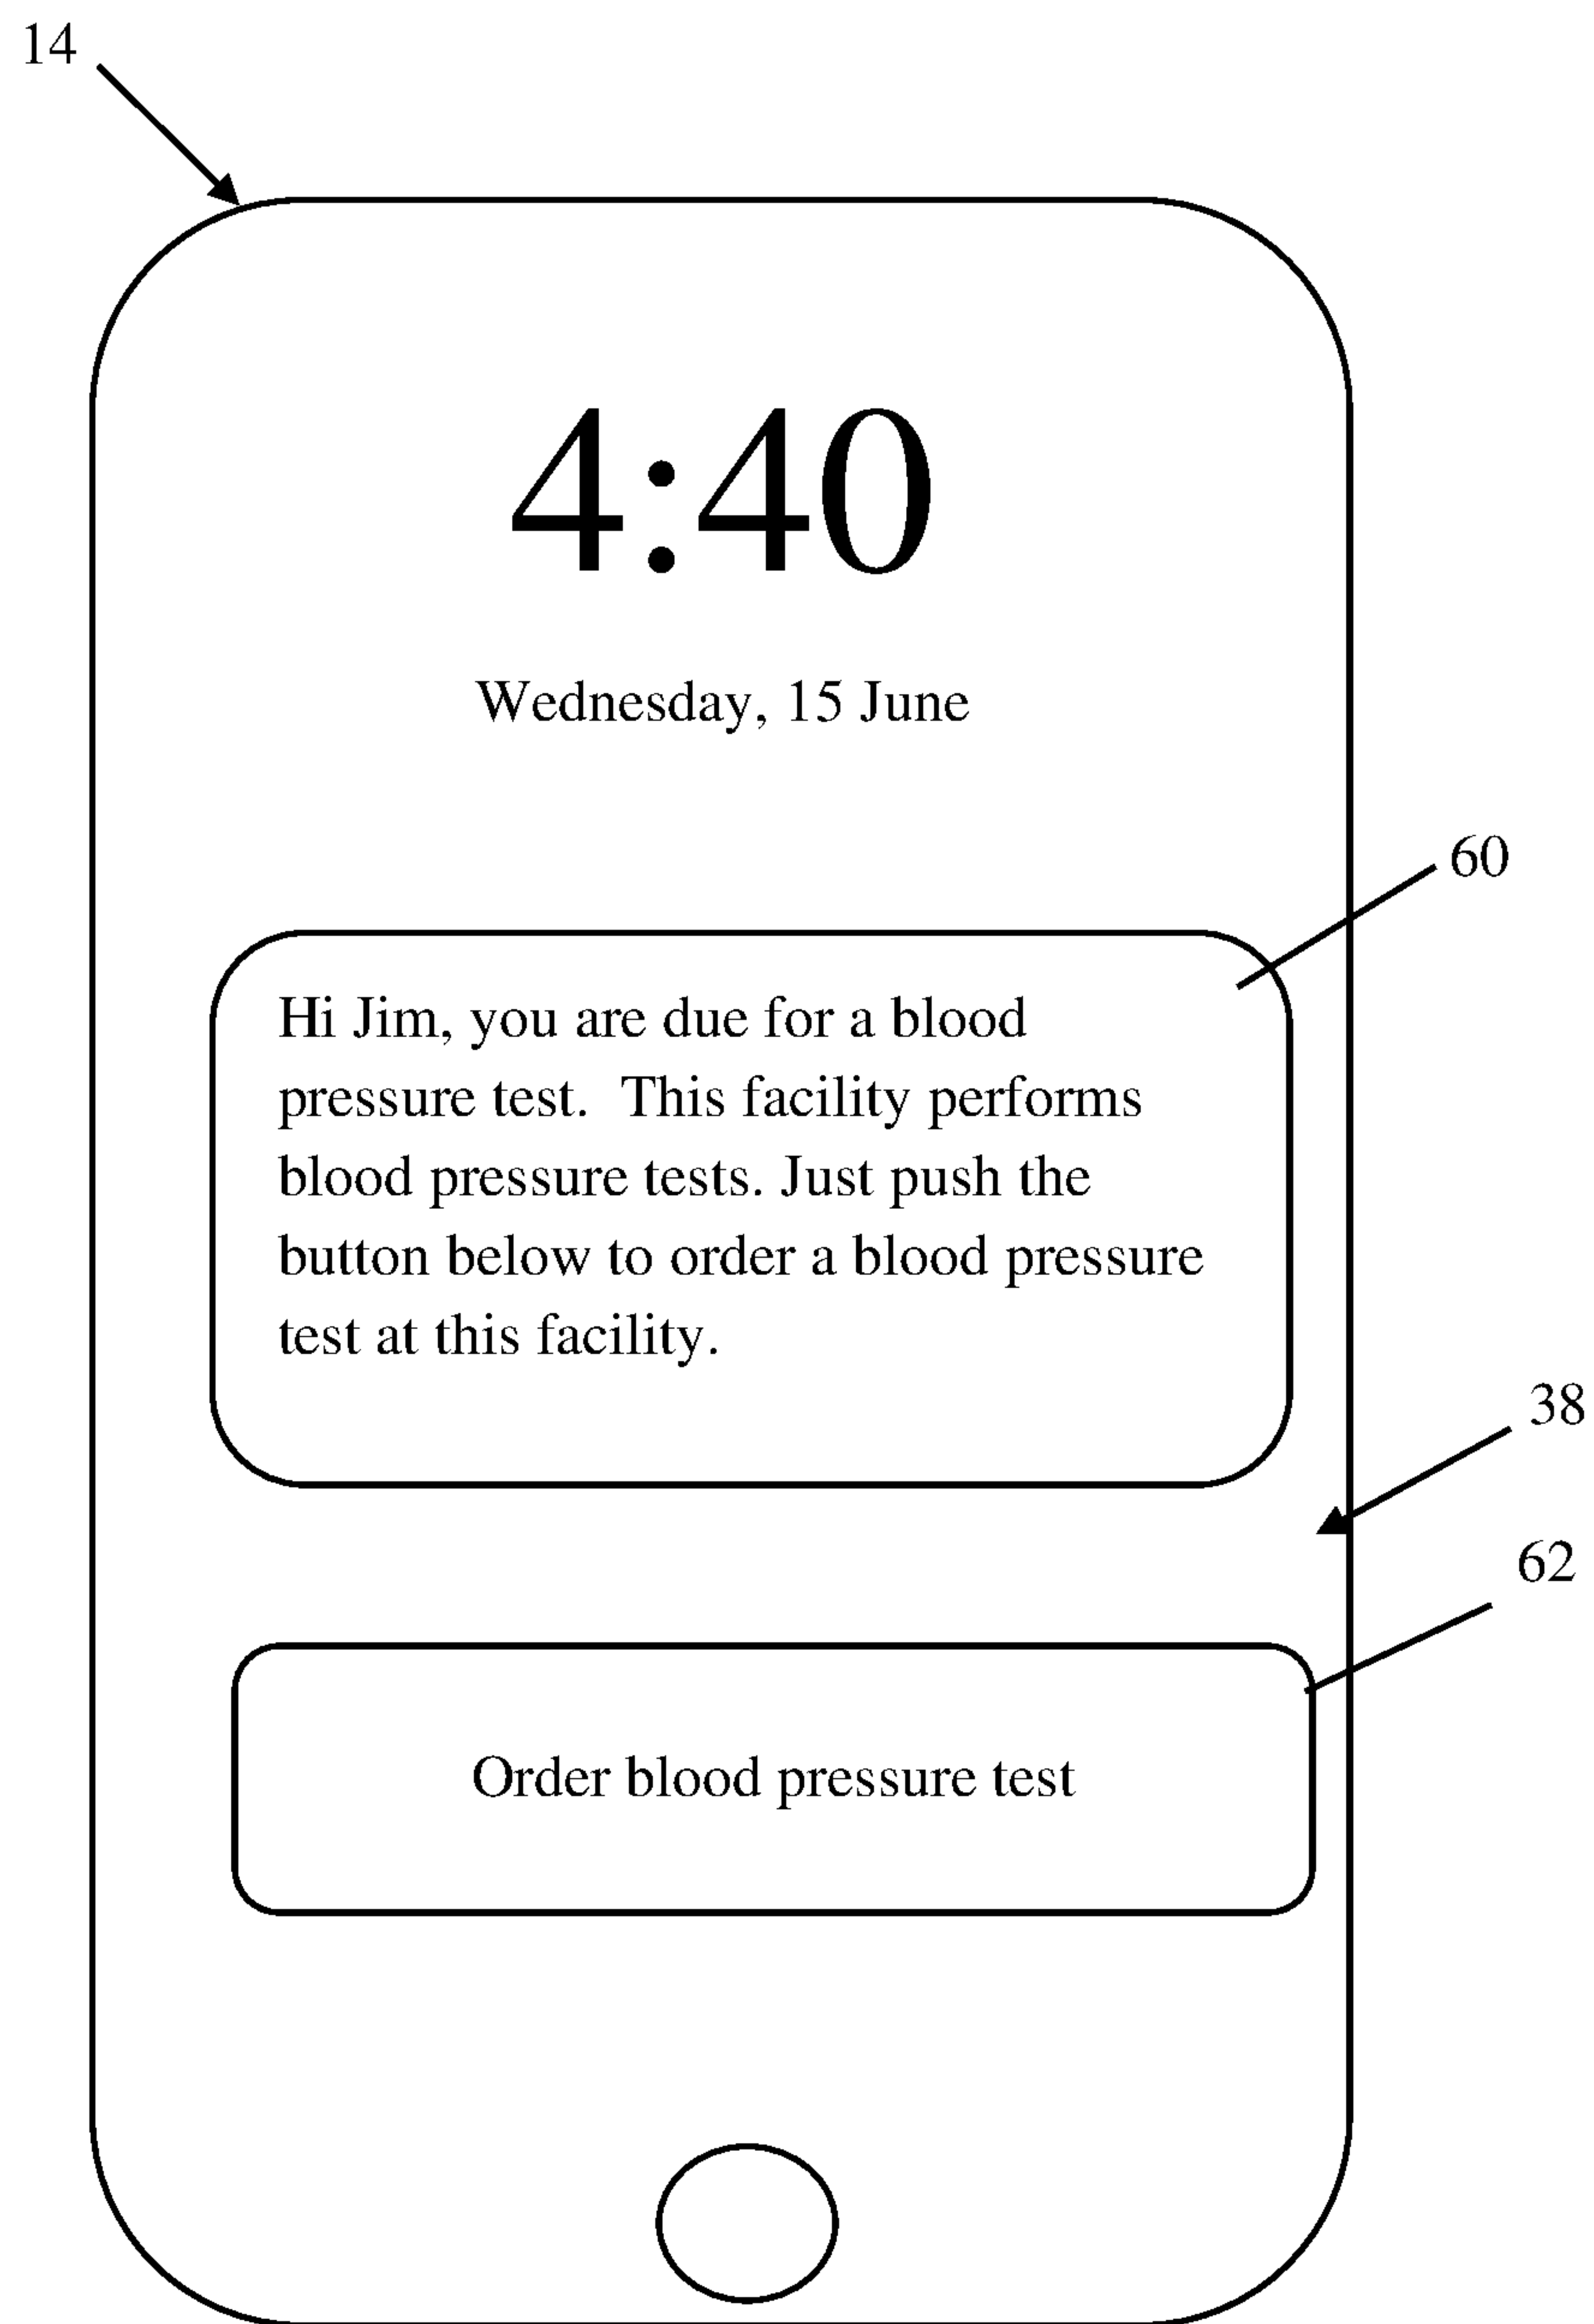 14
4:40
Wednesday, 15 June
60
Hi Jim, you are due for a blood
pressure test.  This facility performs
blood pressure tests. Just push the
button below to order a blood pressure
test at this facility.
38
62
Order blood pressure test